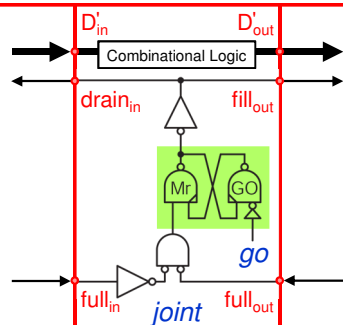 D'in D'out
Combinational Logic
drainin fillout
Mr GO
go
fullin fullout
joint